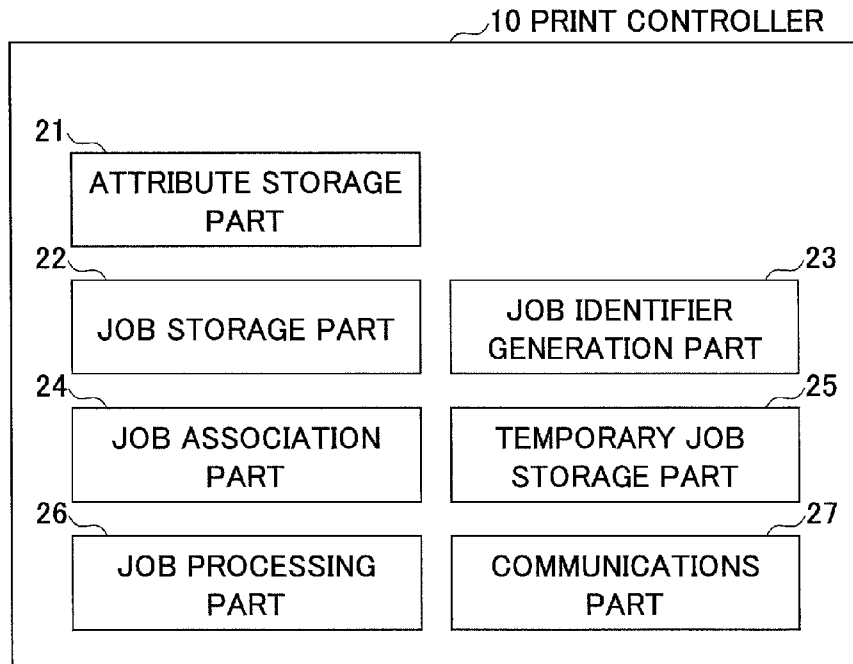 10 PRINT CONTROLLER
21
ATTRIBUTE STORAGE
PART
22
JOB STORAGE PART
23
JOB IDENTIFIER
GENERATION PART
24
JOB ASSOCIATION
PART
25
TEMPORARY JOB
STORAGE PART
26
JOB PROCESSING
PART
27
COMMUNICATIONS
PART